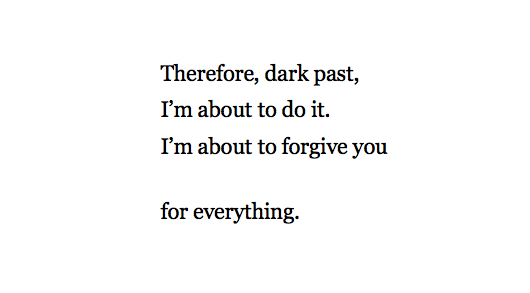 Therefore, dark past,
I’m about to do it.
I’m about to forgive you
for everything.